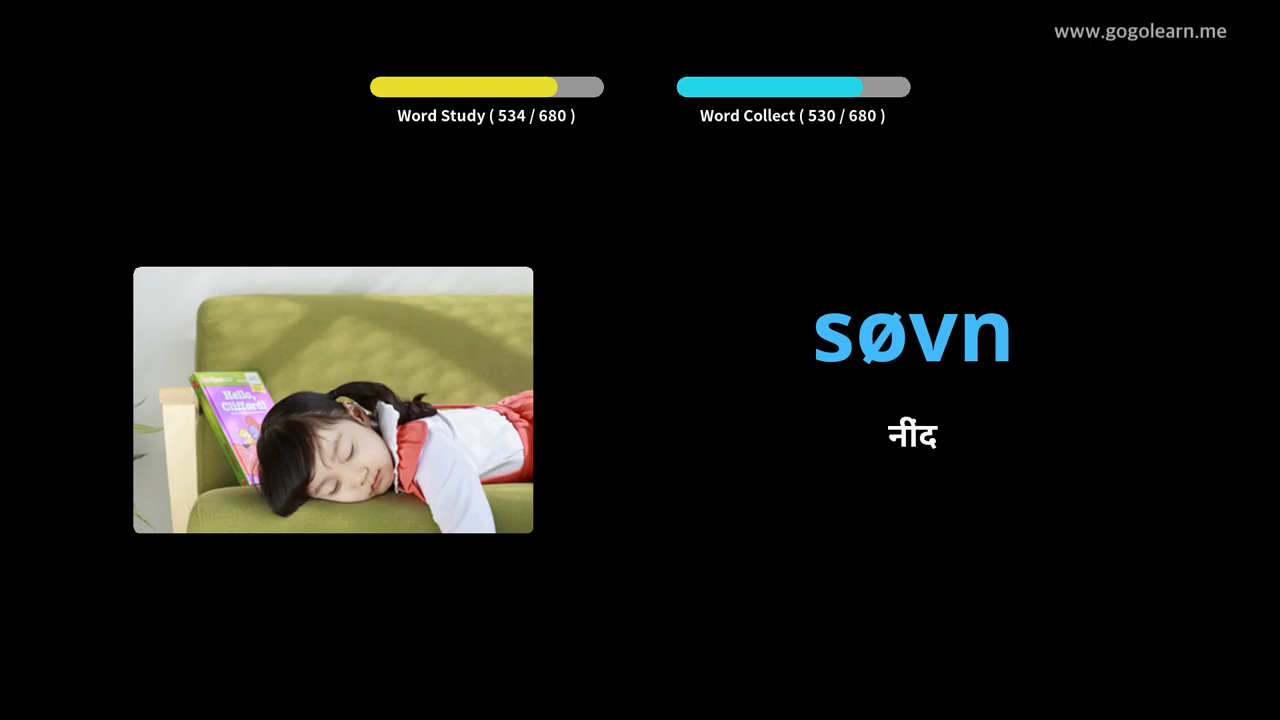 www.gogolearn.me
Word Study ( 534 / 680 )
Word Collect ( 530 / 680 )
Hello,
Clifford!
søvn
नींद